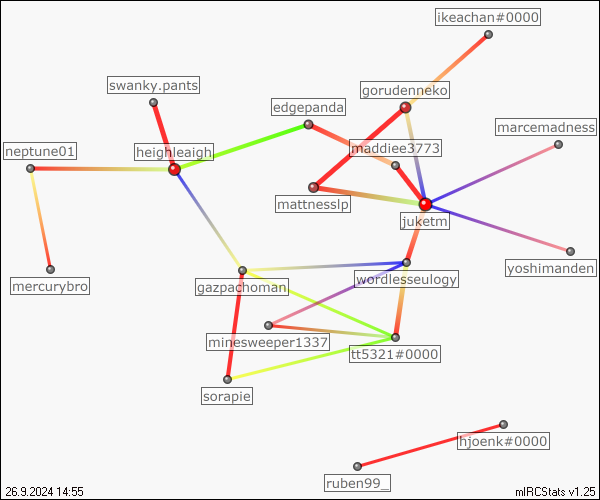 ikeachan#0000
swanky.pants
gorudenneko
edgepanda
marcemadness
neptune01
heighleaigh
maddiee3773
mattnesslp
juketm
yoshimanden
mercurybro
gazpachoman
wordlesseulogy
minesweeper1337
tt5321#0000
sorapie
hjoenk#0000
ruben99_
26.9.2024 14:55
mIRCStats v1.25